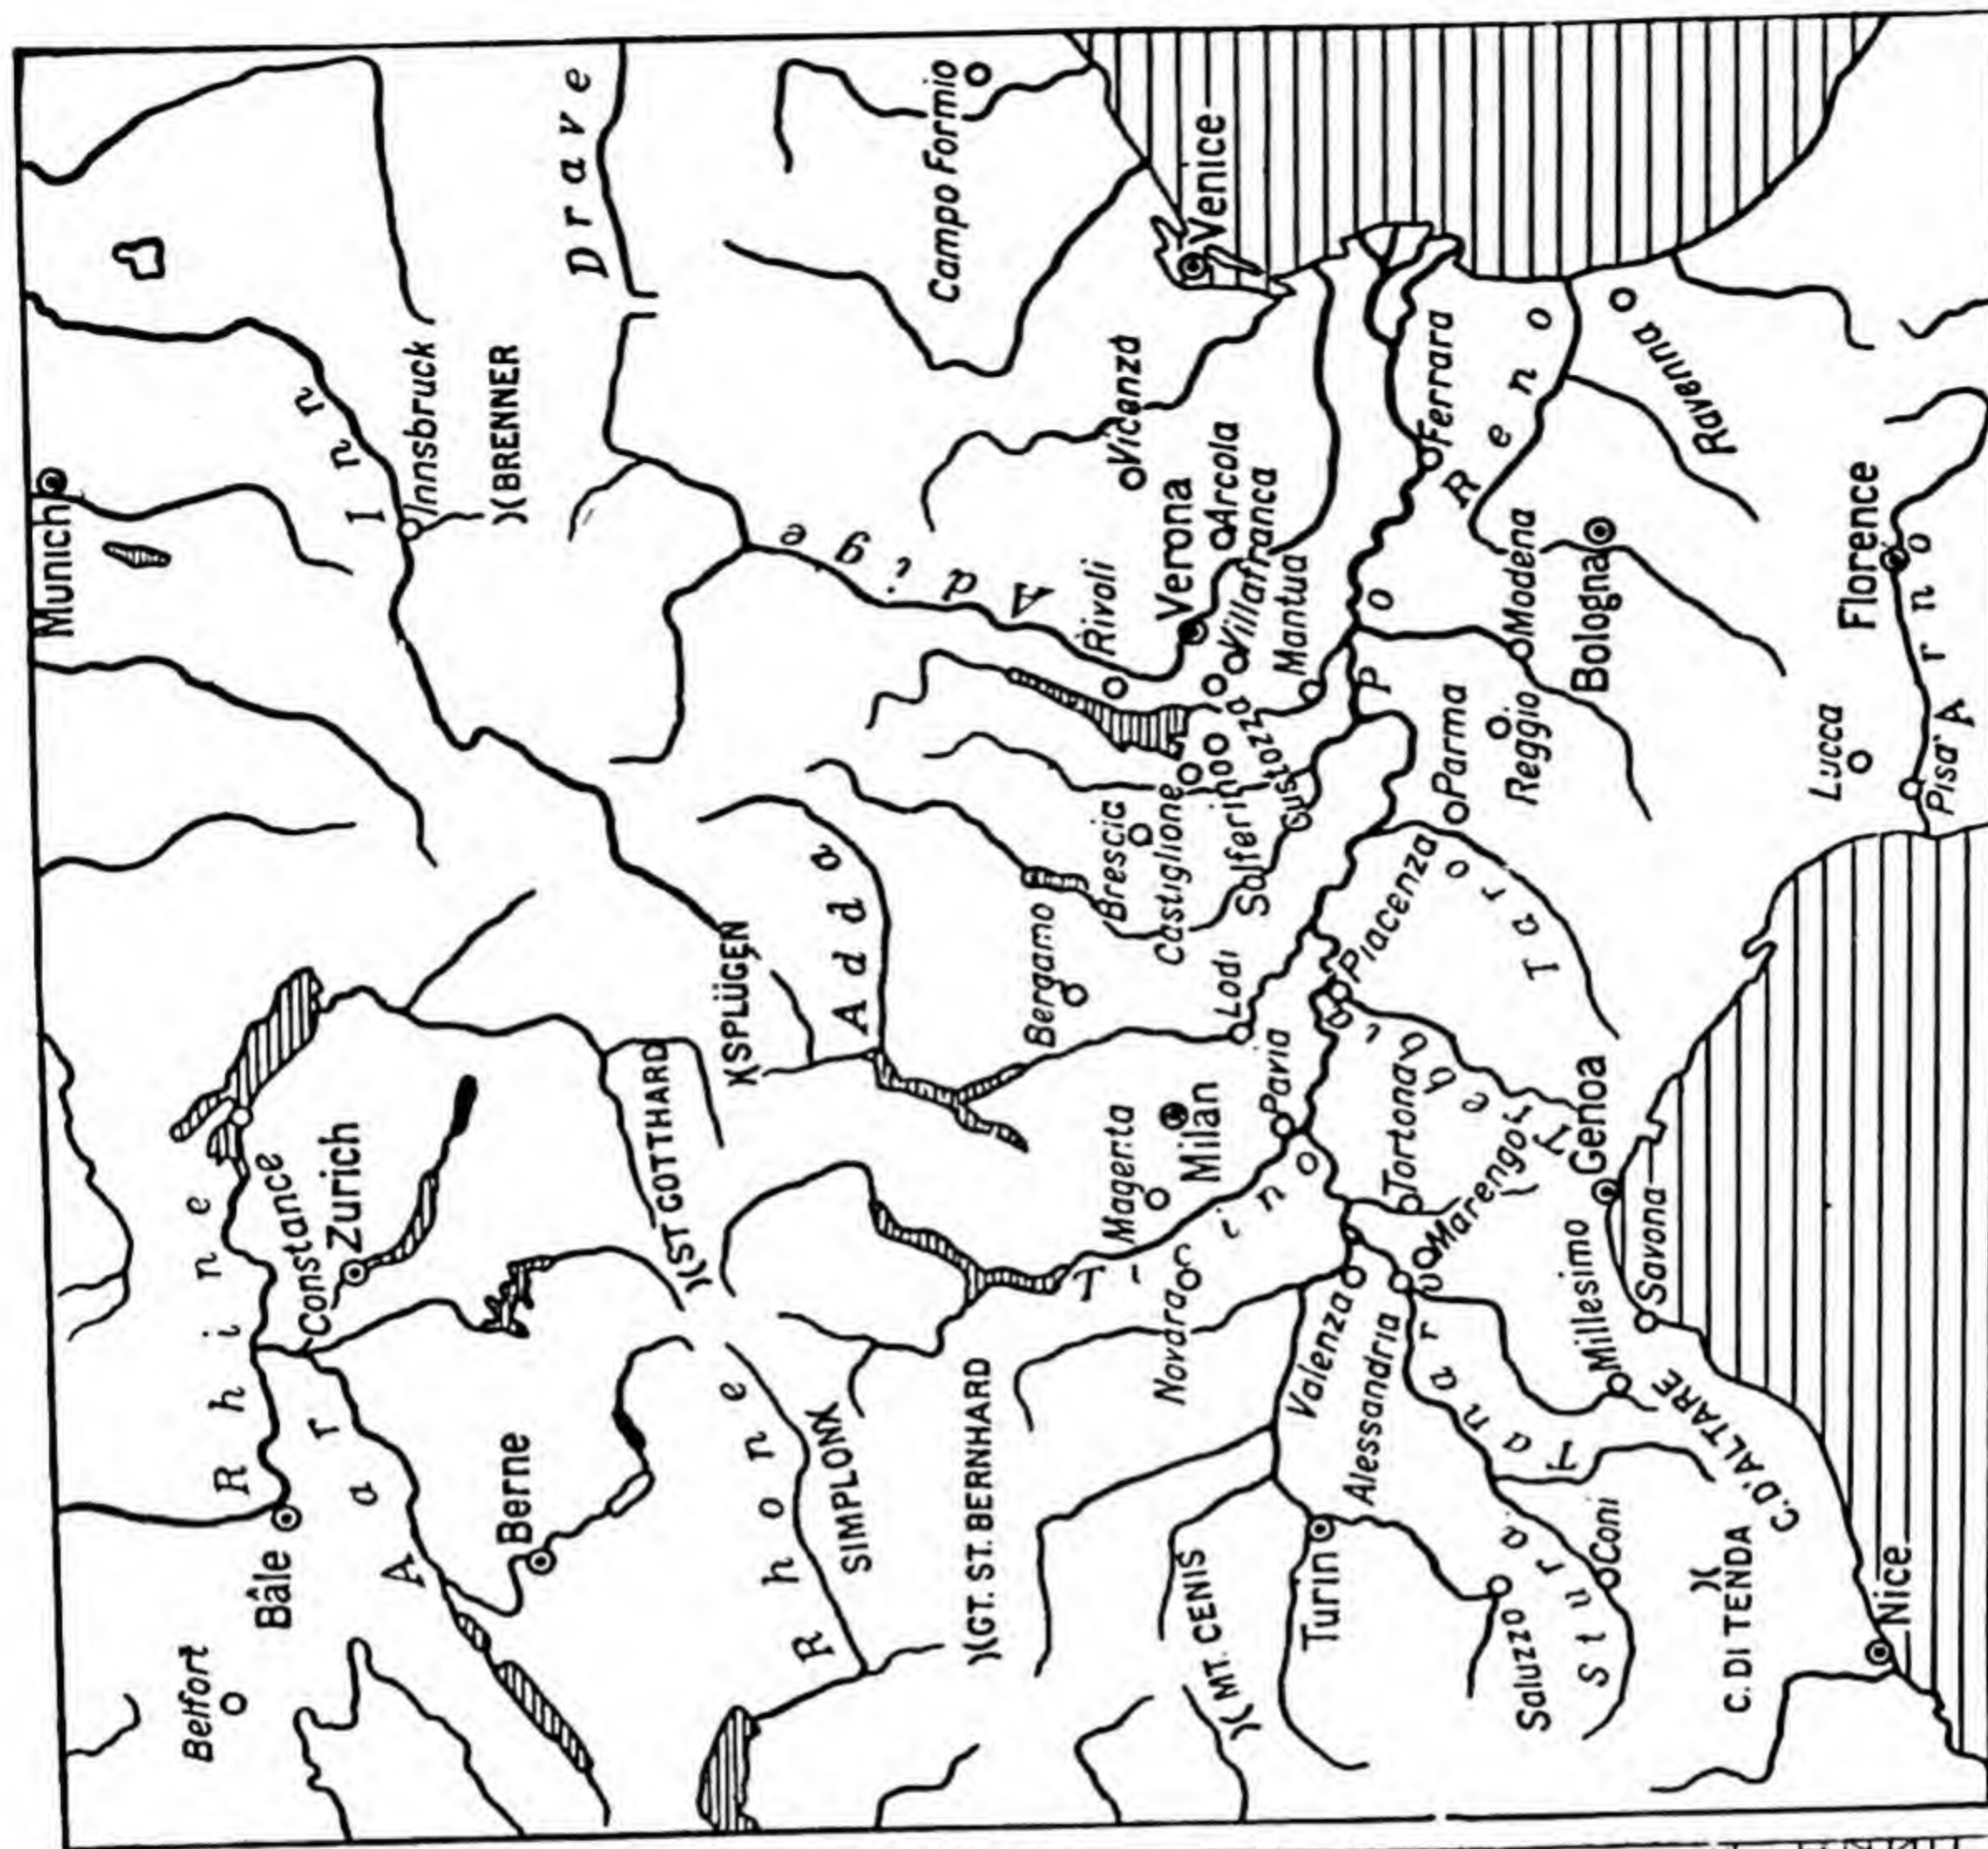 Munich
Belfort
Bâle
Rhine
Constance
Zurich
Aar
Berne
Inn
Innsbruck
)(BRENNER
Drave
)(ST GOTTHARD
)(SPLÜGEN
Rhone
SIMPLON)(
)(GT. ST. BERNHARD
Adda
Adige
Campo Formio
Bergamo
Brescia
Castiglione
Solferino
Custozza
Rivoli
Verona
Villafranca
Arcola
Vicenza
Venice
Mantua
Lodi
Magenta
Milan
Pavia
Ticino
Novara
)(MT. CENIS
Turin
Valenza
Alessandria
Tortona
Marengo
Trebbia
Piacenza
Po
Taro
Parma
Reggio
Modena
Bologna
Ferrara
Reno
Ravenna
Tanaro
Stura
Saluzzo
Coni
Millesimo
Genoa
Savona
C. D'ALTARE
)(
C. DI TENDA
Nice
Lucca
Pisa
Arno
Florence